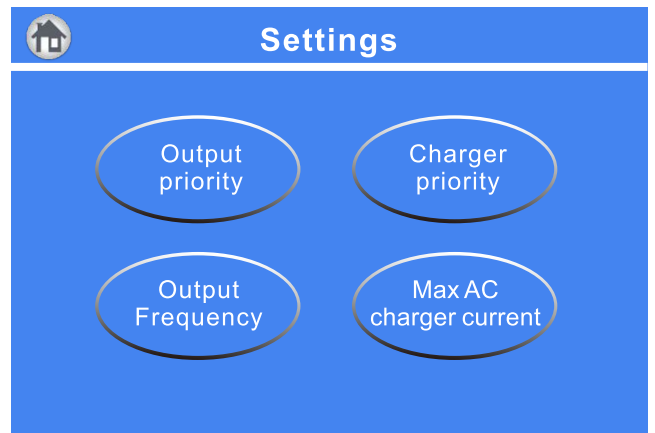 Settings
Output
priority
Charger
priority
Output
Frequency
Max AC
charger current